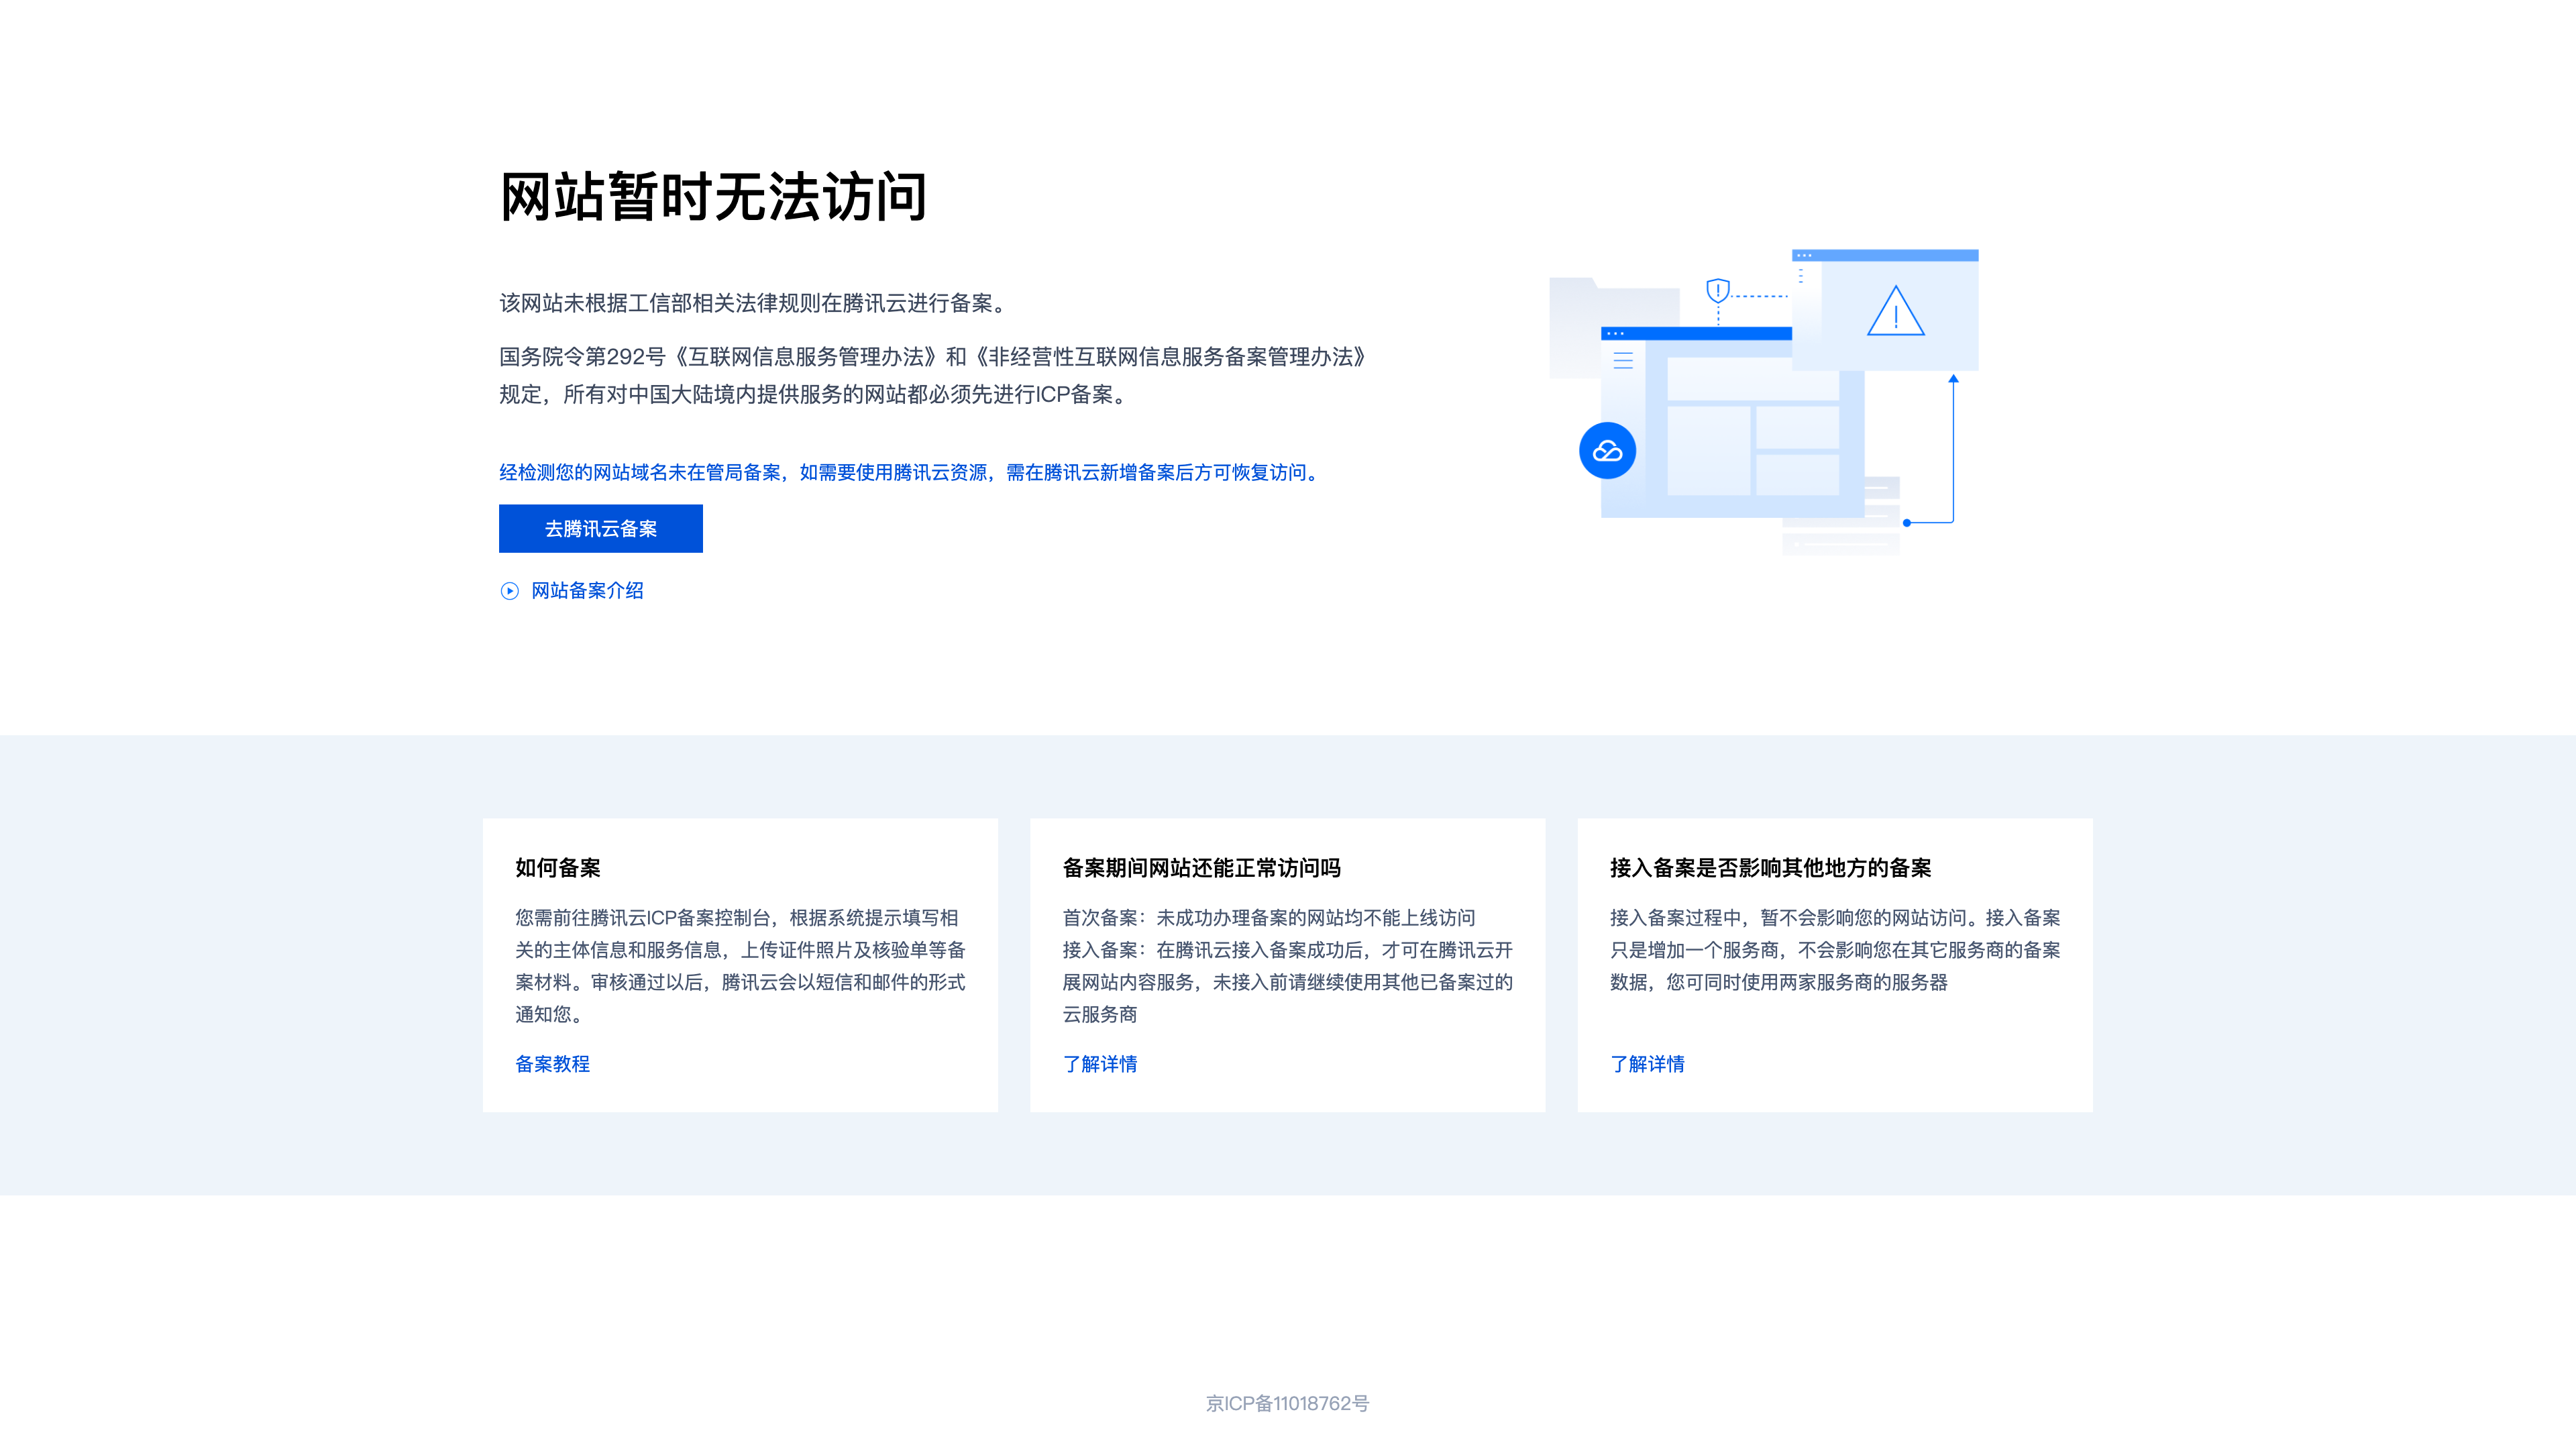 网站暂时无法访问
该网站未根据工信部相关法律规则在腾讯云进行备案。
国务院令第292号《互联网信息服务管理办法》和《非经营性互联网信息服务备案管理办法》
规定，所有对中国大陆境内提供服务的网站都必须先进行ICP备案。
经检测您的网站域名未在管局备案，如需要使用腾讯云资源，需在腾讯云新增备案后方可恢复访问。
去腾讯云备案
网站备案介绍
如何备案
您需前往腾讯云ICP备案控制台，根据系统提示填写相
关的主体信息和服务信息，上传证件照片及核验单等备
案材料。审核通过以后，腾讯云会以短信和邮件的形式
通知您。
备案教程
备案期间网站还能正常访问吗
首次备案：未成功办理备案的网站均不能上线访问
接入备案：在腾讯云接入备案成功后，才可在腾讯云开
展网站内容服务，未接入前请继续使用其他已备案过的
云服务商
了解详情
接入备案是否影响其他地方的备案
接入备案过程中，暂不会影响您的网站访问。接入备案
只是增加一个服务商，不会影响您在其它服务商的备案
数据，您可同时使用两家服务商的服务器
了解详情
京ICP备11018762号